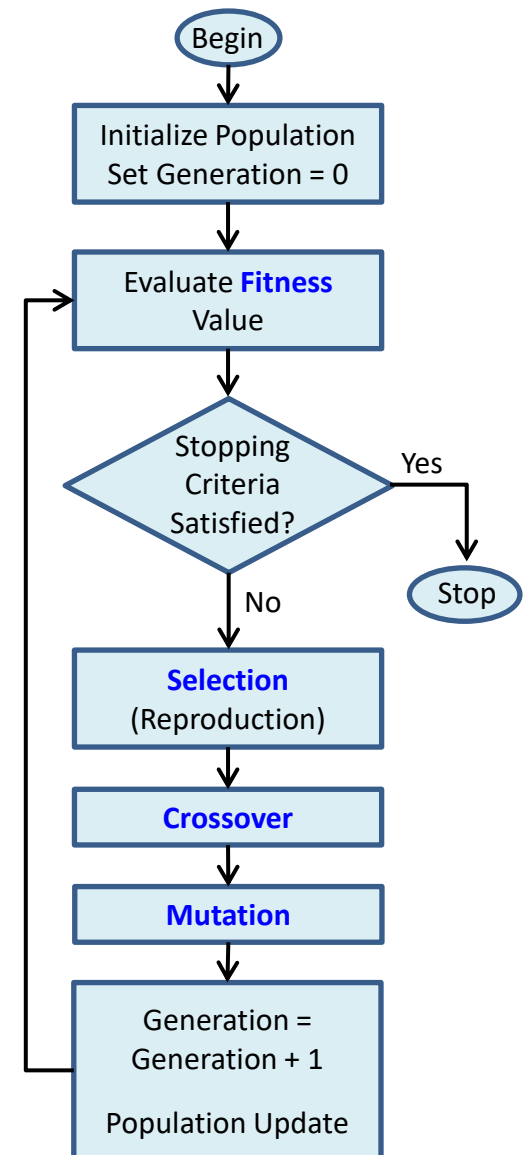 Begin
Initialize Population
Set Generation = 0
Evaluate Fitness
Value
Stopping
Criteria
Satisfied?
Yes
Stop
No
Selection
(Reproduction)
Crossover
Mutation
Generation =
Generation + 1
Population Update